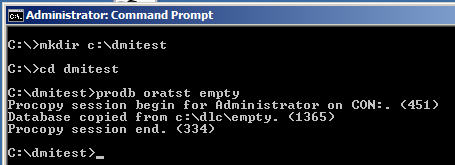 Administrator: Command Prompt
C:\>mkdir c:\dmitest
C:\>cd dmitest
C:\dmitest>prodb oratst empty
Procopy session begin for Administrator on CON:. (451)
Database copied from c:\dlc\empty. (1365)
Procopy session end. (334)
C:\dmitest>_